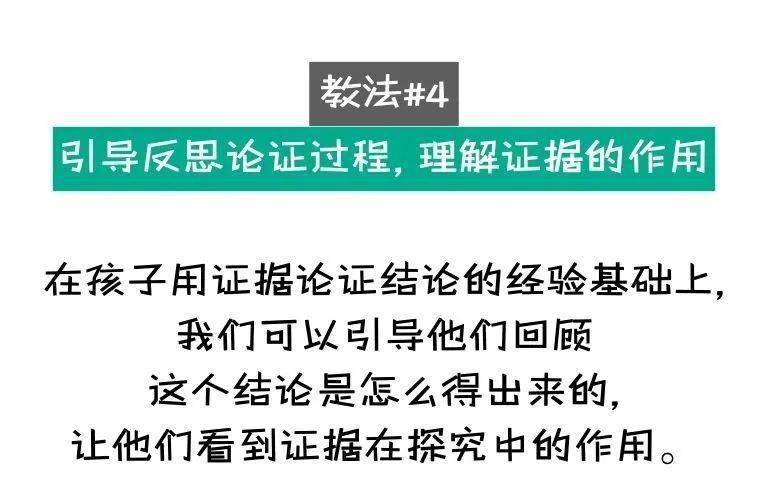 教法#4
引导反思论证过程, 理解证据的作用
在孩子用证据论证结论的经验基础上,
我们可以引导他们回顾
这个结论是怎么得出来的,
让他们看到证据在探究中的作用。